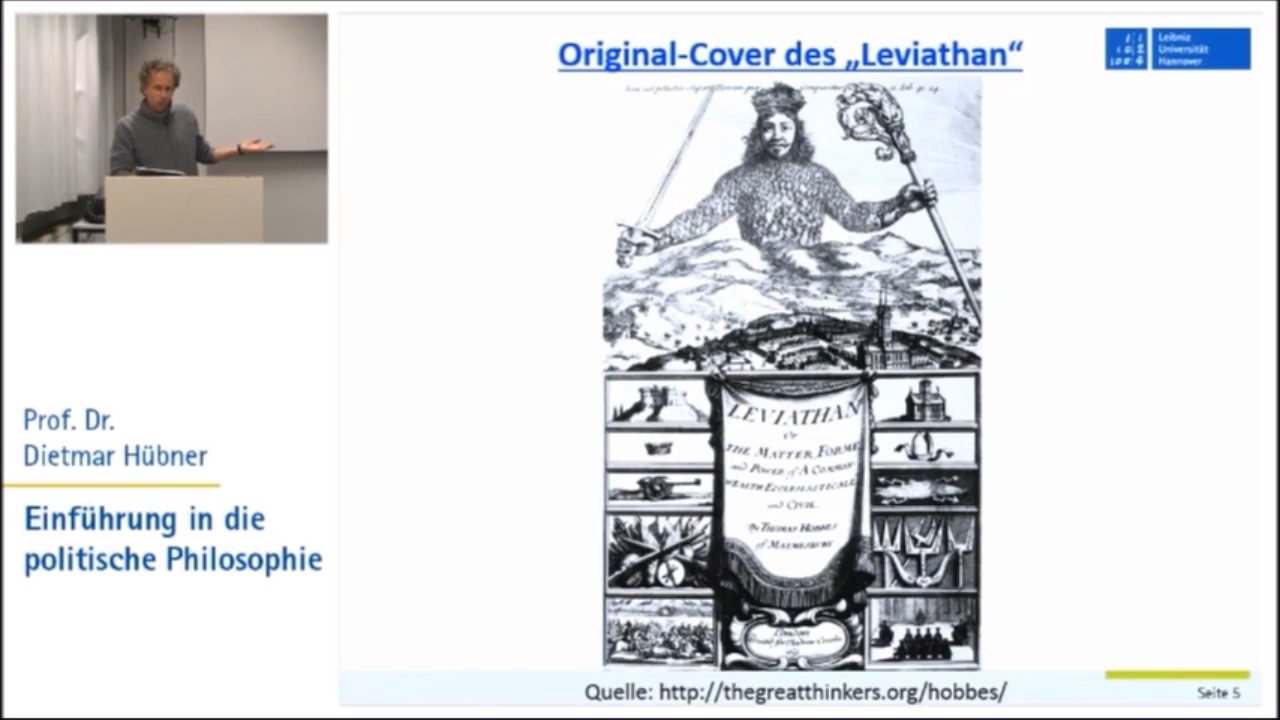 Original-Cover des „Leviathan“
Leibniz
Universität
Hannover
LEVIATHAN
Or
THE MATTER, FORME
and POWER of A COMMON
WEALTH ECCLESIASTICALL
and CIVIL.
By THOMAS HOBBES
of MALMESBURY
London
Prof. Dr.
Dietmar Hübner
Einführung in die
politische Philosophie
Quelle: http://thegreatthinkers.org/hobbes/
Seite 5